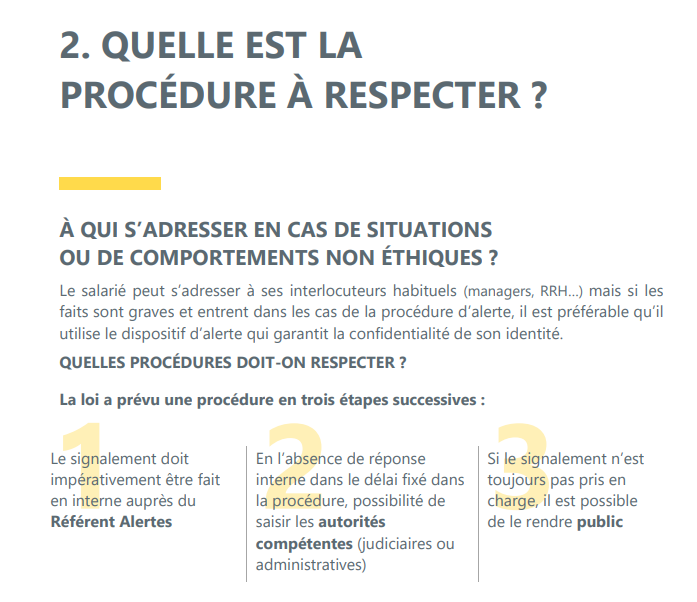 2. QUELLE EST LA
PROCÉDURE À RESPECTER ?
À QUI S’ADRESSER EN CAS DE SITUATIONS
OU DE COMPORTEMENTS NON ÉTHIQUES ?
Le salarié peut s’adresser à ses interlocuteurs habituels (managers, RRH…) mais si les
faits sont graves et entrent dans les cas de la procédure d’alerte, il est préférable qu’il
utilise le dispositif d’alerte qui garantit la confidentialité de son identité.
QUELLES PROCÉDURES DOIT-ON RESPECTER ?
La loi a prévu une procédure en trois étapes successives :
1
Le signalement doit
impérativement être fait
en interne auprès du
Référent Alertes
2
En l’absence de réponse
interne dans le délai fixé dans
la procédure, possibilité de
saisir les autorités
compétentes (judiciaires ou
administratives)
3
Si le signalement n’est
toujours pas pris en
charge, il est possible
de le rendre public